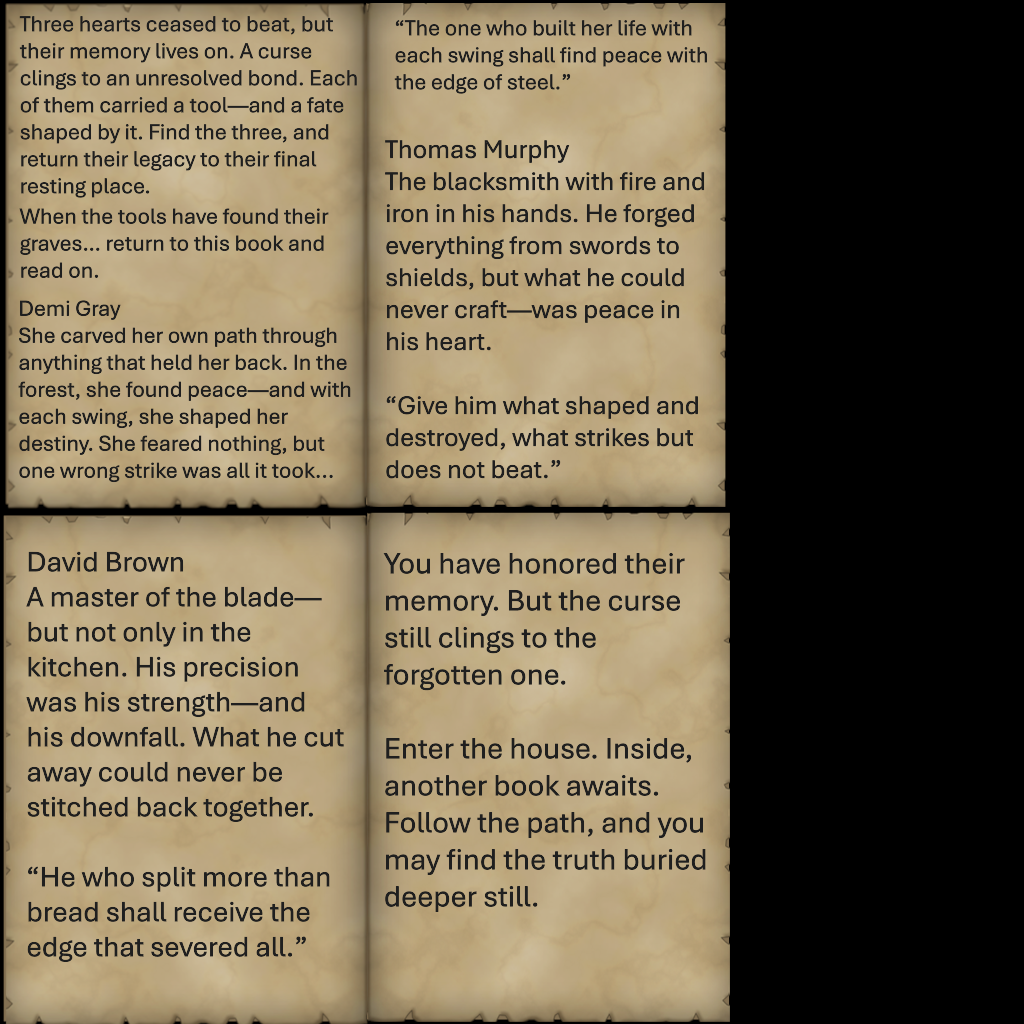 Three hearts ceased to beat, but
their memory lives on. A curse
clings to an unresolved bond. Each
of them carried a tool—and a fate
shaped by it. Find the three, and
return their legacy to their final
resting place.
When the tools have found their
graves... return to this book and
read on.
Demi Gray
She carved her own path through
anything that held her back. In the
forest, she found peace—and with
each swing, she shaped her
destiny. She feared nothing, but
one wrong strike was all it took...
“The one who built her life with
each swing shall find peace with
the edge of steel.”
Thomas Murphy
The blacksmith with fire and
iron in his hands. He forged
everything from swords to
shields, but what he could
never craft—was peace in
his heart.
“Give him what shaped and
destroyed, what strikes but
does not beat.”
David Brown
A master of the blade—
but not only in the
kitchen. His precision
was his strength—and
his downfall. What he cut
away could never be
stitched back together.
“He who split more than
bread shall receive the
edge that severed all.”
You have honored their
memory. But the curse
still clings to the
forgotten one.
Enter the house. Inside,
another book awaits.
Follow the path, and you
may find the truth buried
deeper still.